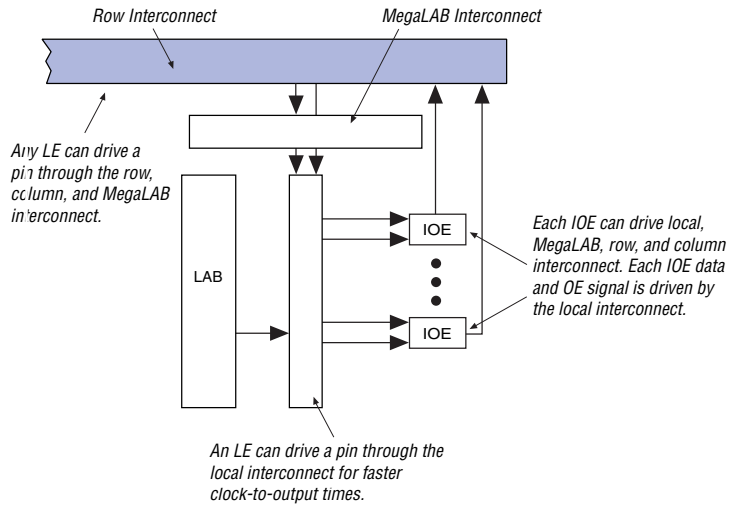 Row Interconnect
MegaLAB Interconnect
Any LE can drive a
pin through the row,
column, and MegaLAB
interconnect.
LAB
IOE
IOE
Each IOE can drive local,
MegaLAB, row, and column
interconnect. Each IOE data
and OE signal is driven by
the local interconnect.
An LE can drive a pin through the
local interconnect for faster
clock-to-output times.